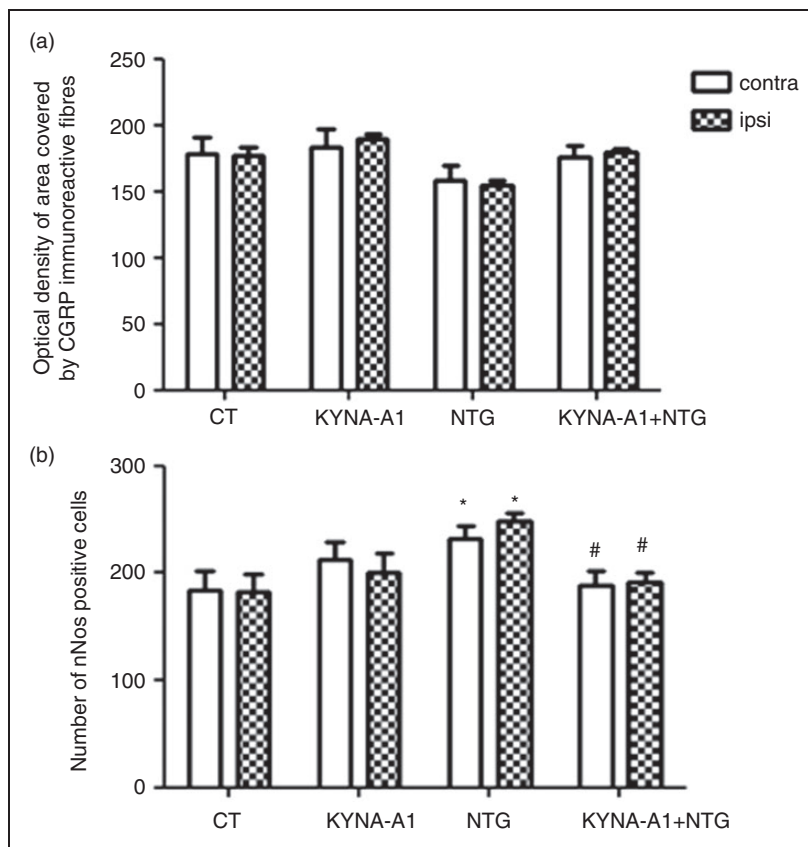 (a)
Optical density of area covered
by CGRP immunoreactive fibres
250
200
150
100
50
0
contra
ipsi
CT KYNA-A1 NTG KYNA-A1+NTG
(b)
Number of nNos positive cells
300
200
100
0
* *
# #
CT KYNA-A1 NTG KYNA-A1+NTG